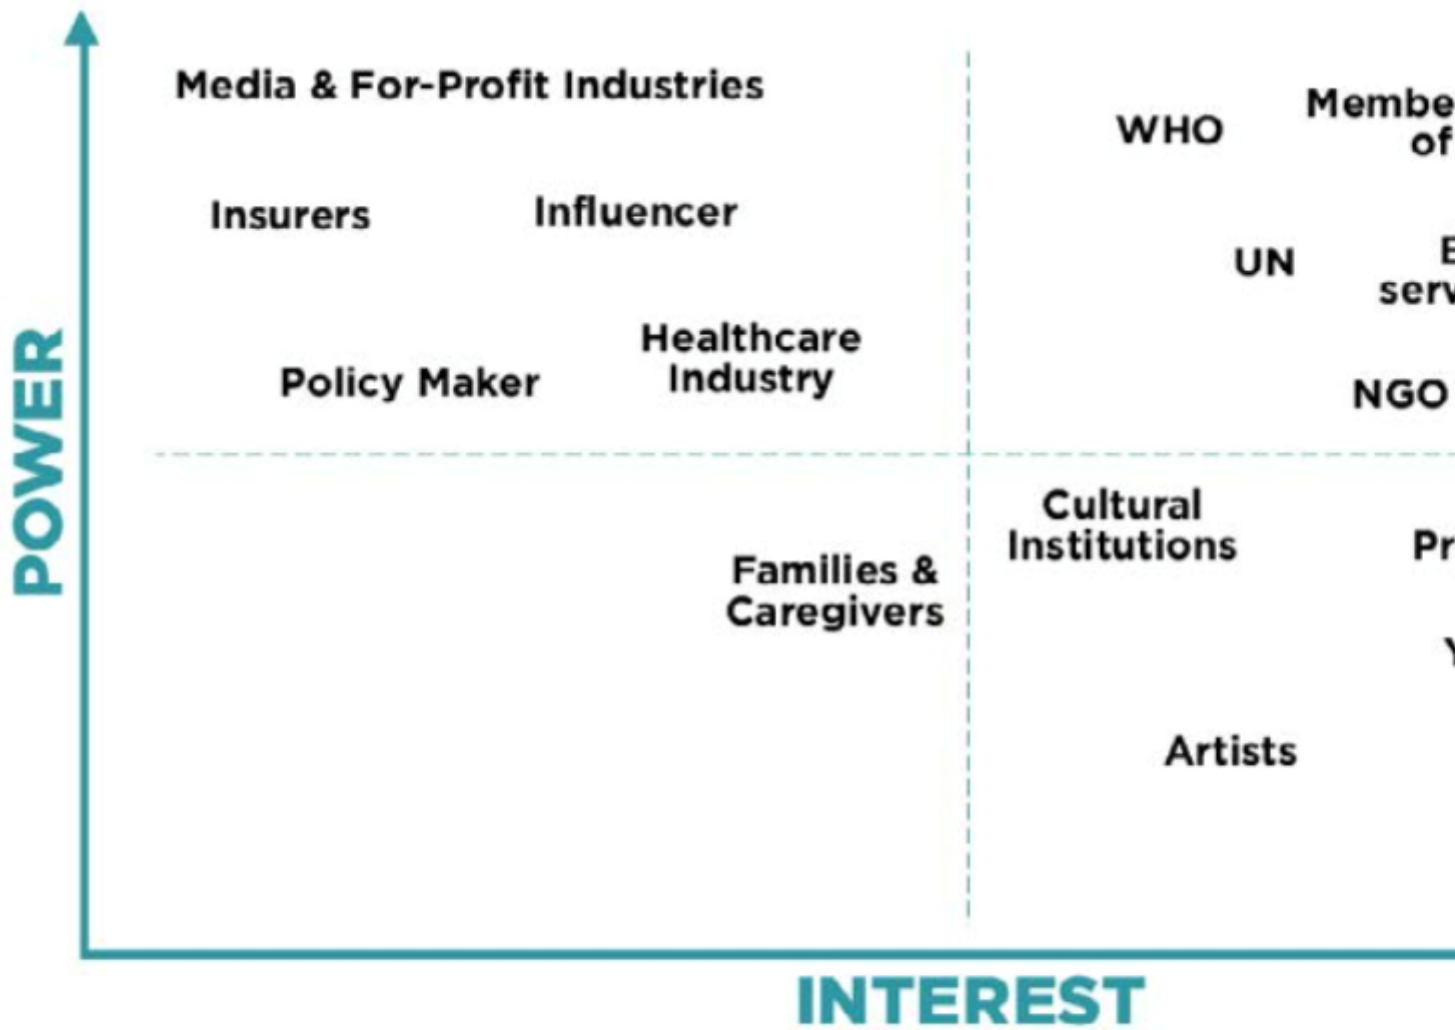 Media & For-Profit Industries
WHO
of
Insurers
Influencer
UN
Healthcare
Industry
Policy Maker
NGO
POWER
Cultural
Institutions
Families &
Caregivers
Artists
INTEREST